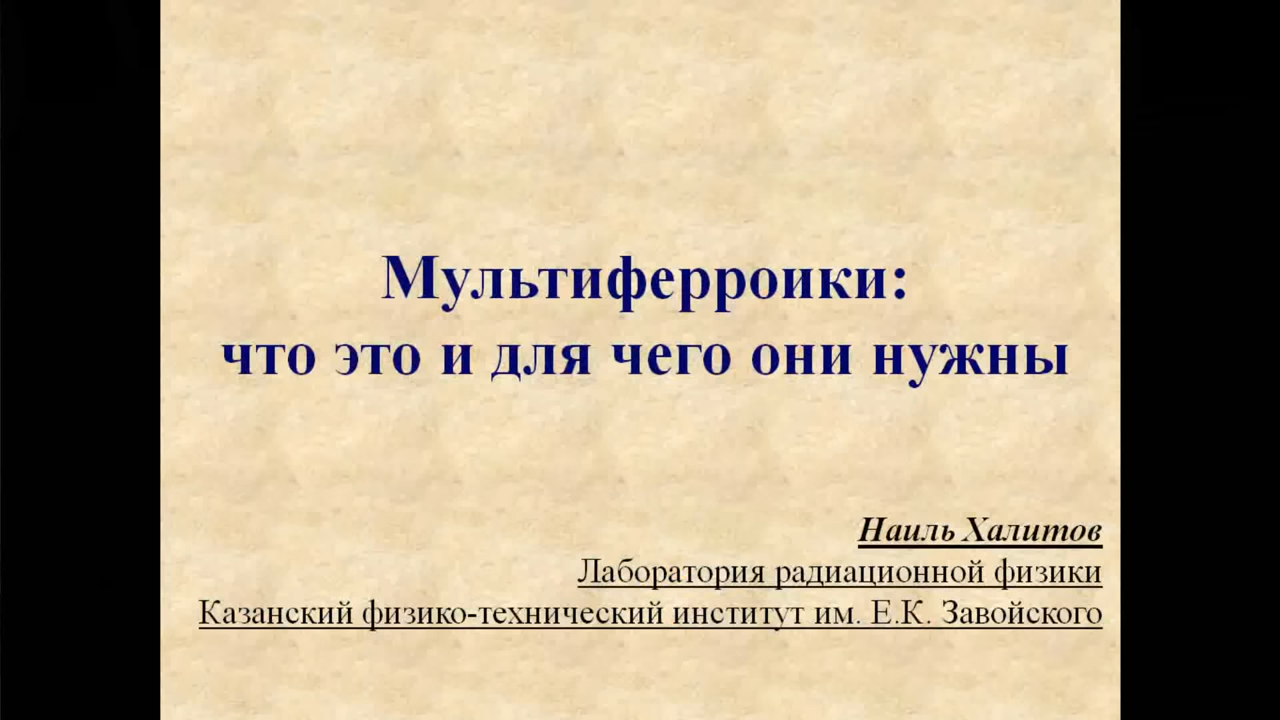 Мультиферроики:
что это и для чего они нужны
Наиль Халитов
Лаборатория радиационной физики
Казанский физико-технический институт им. Е.К. Завойского